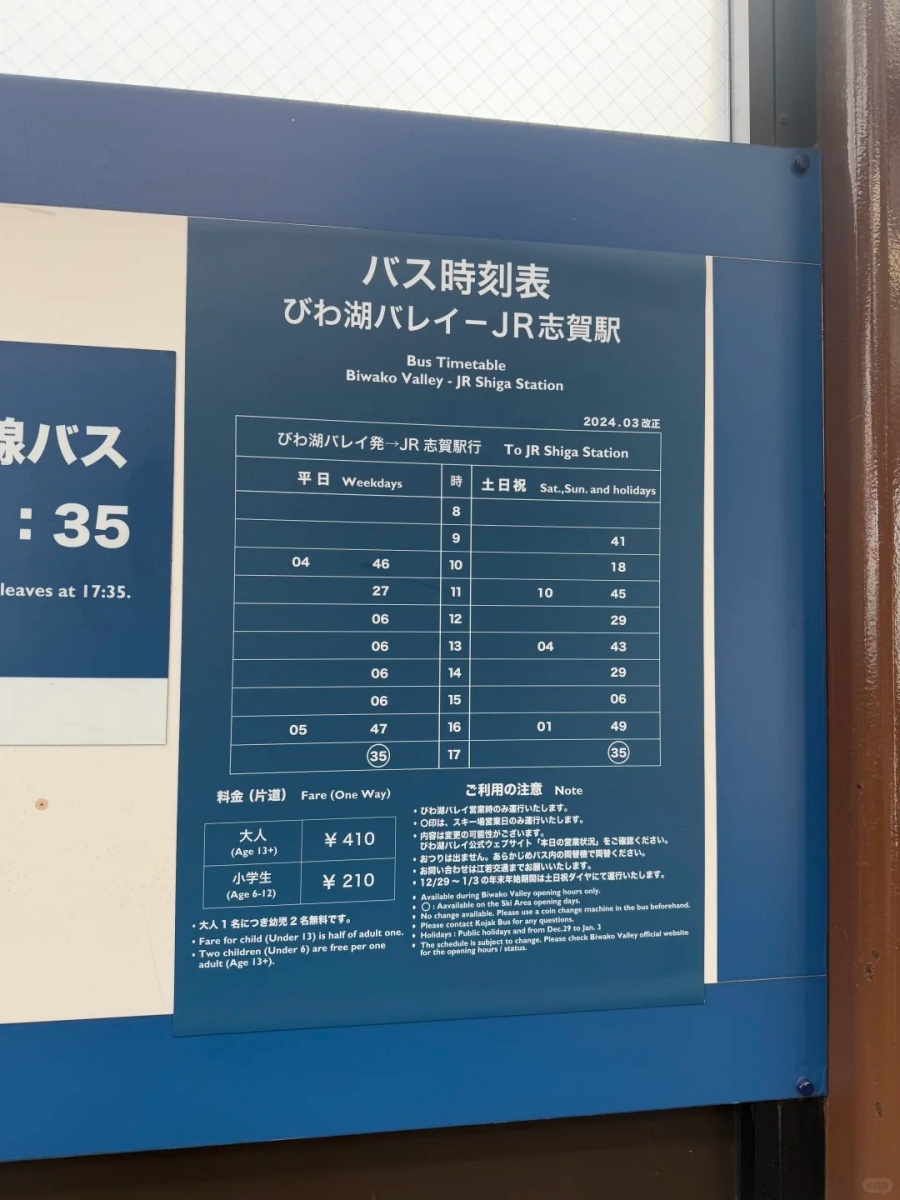 バス時刻表
びわ湖バレイーJR志賀駅
Bus Timetable
Biwako Valley - JR Shiga Station
2024.03改正
びわ湖バレイ発→JR 志賀駅行 To JR Shiga Station
平日 Weekdays 時 土日祝 Sat.,Sun. and holidays
8
9 41
04 46 10 18
27 11 10 45
06 12 29
06 13 04 43
06 14 29
06 15 06
05 47 16 01 49
35 17 35
料金(片道) Fare (One Way)
大人 ¥410
(Age 13+)
小学生 ¥210
(Age 6-12)
・大人1名につき幼児2名無料です。
• Fare for child (Under 13) is half of adult one.
• Two children (Under 6) are free per one
adult (Age 13+).
ご利用の注意 Note
• びわ湖バレイ営業時のみ運行いたします。
• 〇印は、スキー場営業日のみ運行いたします。
• 内容は変更の可能性がございます。
びわ湖バレイ公式ウェブサイト「本日の営業状況」をご確認ください。
• おつりは出ません。あらかじめバス内の両替機で両替ください。
• お問い合わせは江若交通までお願いいたします。
• 12/29～1/3の年末年始期間は土日祝ダイヤにて運行いたします。
• Available during Biwako Valley opening hours only.
• 〇 : Aavailable on the Ski Area opening days.
• No change available. Please use a coin change machine in the bus beforehand.
• Please contact Kojak Bus for any questions.
• Holidays : Public holidays and from Dec.29 to Jan. 3
• The schedule is subject to change. Please check Biwako Valley official website
for the opening hours / status.
線バス
:35
leaves at 17:35.